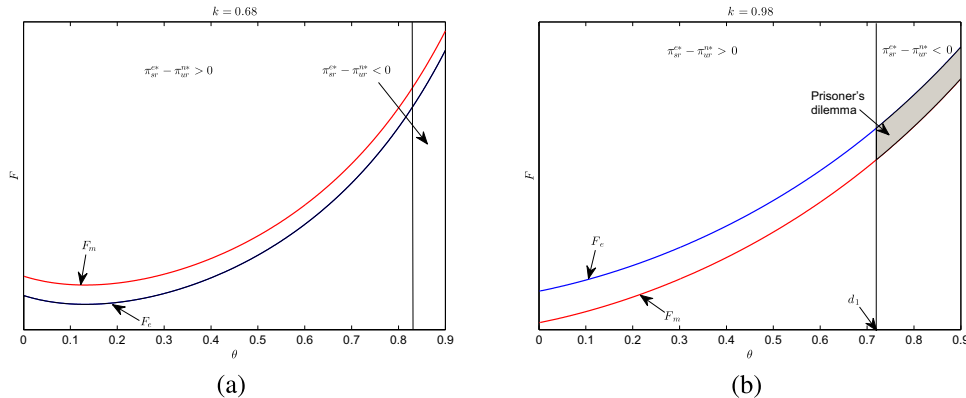 k = 0.68
π_{sr}^{e*} − π_{ur}^{n*} > 0
π_{sr}^{e*} − π_{ur}^{n*} < 0
F
F_m
F_e
0 0.1 0.2 0.3 0.4 0.5 0.6 0.7 0.8 0.9
θ
(a)
k = 0.98
π_{sr}^{e*} − π_{ur}^{n*} > 0
π_{sr}^{e*} − π_{ur}^{n*} < 0
Prisoner's
dilemma
F
F_e
F_m
d_1
0 0.1 0.2 0.3 0.4 0.5 0.6 0.7 0.8 0.9
θ
(b)